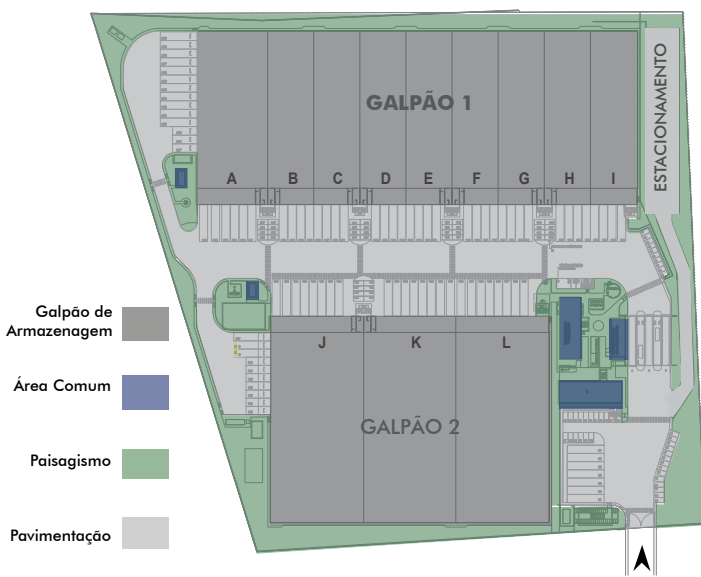 GALPÃO 1
ESTACIONAMENTO
A B C D E F G H I
Galpão de
Armazenagem
J K L
Área Comum
GALPÃO 2
Paisagismo
Pavimentação